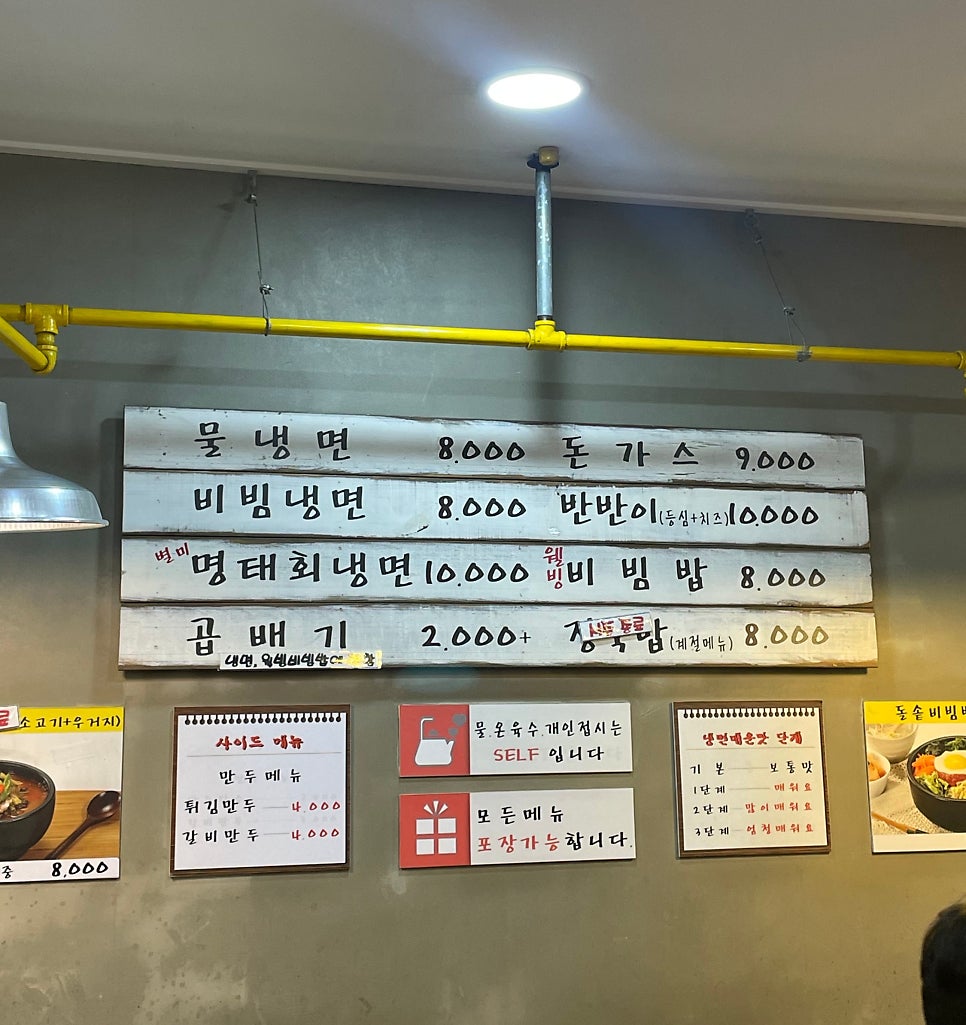 물냉면 8.000 돈가스 9.000
비빔냉면 8.000 반반이(등심+치즈)10.000
별미 명태회냉면 10.000 웰빙 비빔밥 8.000
곱배기 2.000+ (계절메뉴) 8.000
소고기+우거지)
8,000
사이드 메뉴
만두메뉴
튀김만두 4.000
갈비만두 4.000
물.온육수.개인접시는
SELF 입니다
모든메뉴
포장가능합니다.
냉면매운맛 단계
기본 보통맛
1단계 매워요
2단계 많이매워요
3단계 엄청매워요
돌솥비빔